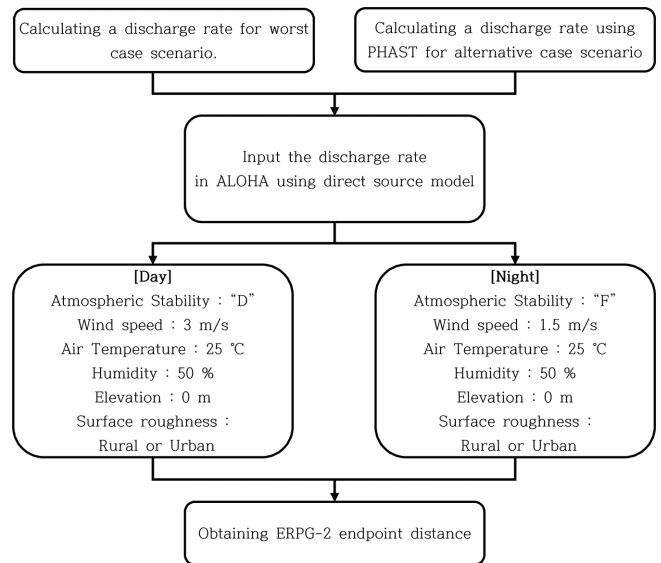 Calculating a discharge rate for worst
case scenario.
Calculating a discharge rate using
PHAST for alternative case scenario
Input the discharge rate
in ALOHA using direct source model
[Day]
Atmospheric Stability : “D”
Wind speed : 3 m/s
Air Temperature : 25 ℃
Humidity : 50 %
Elevation : 0 m
Surface roughness :
Rural or Urban
[Night]
Atmospheric Stability : “F”
Wind speed : 1.5 m/s
Air Temperature : 25 ℃
Humidity : 50 %
Elevation : 0 m
Surface roughness :
Rural or Urban
Obtaining ERPG-2 endpoint distance